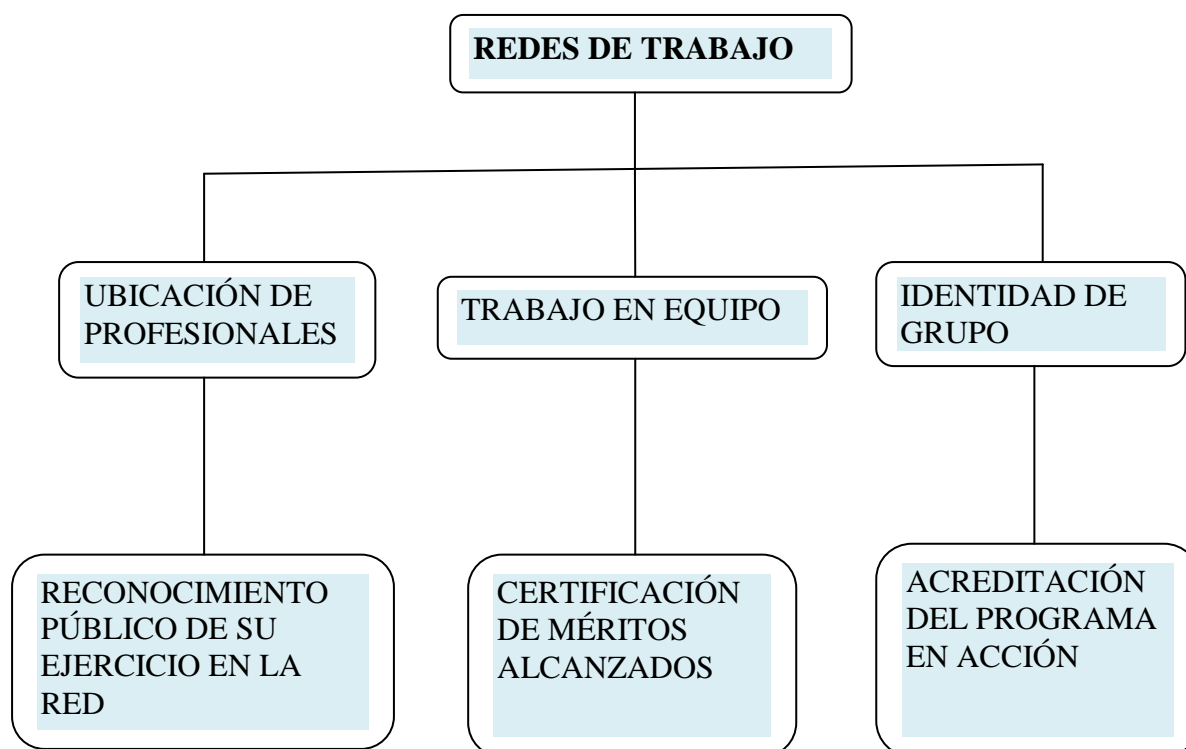 REDES DE TRABAJO
UBICACIÓN DE
PROFESIONALES
TRABAJO EN EQUIPO
IDENTIDAD DE
GRUPO
RECONOCIMIENTO
PÚBLICO DE SU
EJERCICIO EN LA
RED
CERTIFICACIÓN
DE MÉRITOS
ALCANZADOS
ACREDITACIÓN
DEL PROGRAMA
EN ACCIÓN